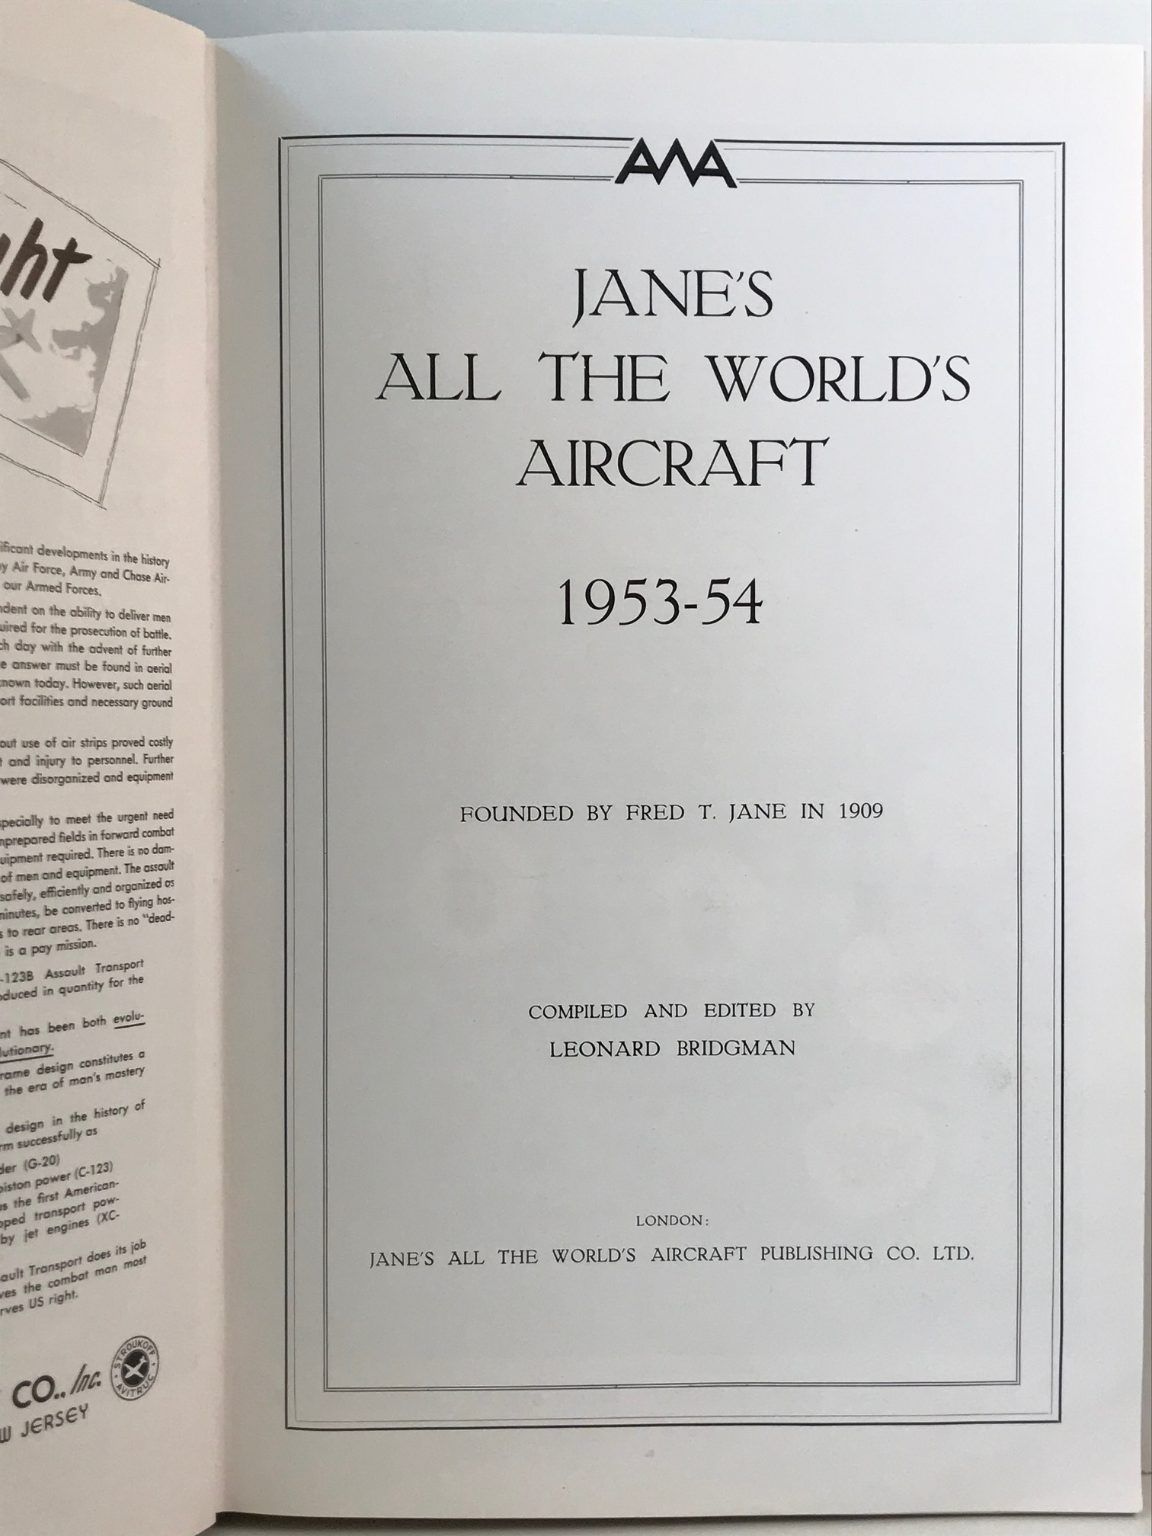 ght
ificant developments in the history
y Air Force, Army and Chase Air-
our Armed Forces.
dent on the ability to deliver men
uired for the prosecution of battle.
ch day with the advent of further
e answer must be found in aerial
nown today. However, such aerial
ort facilities and necessary ground
out use of air strips proved costly
t and injury to personnel. Further
were disorganized and equipment
pecially to meet the urgent need
nprepared fields in forward combat
uipment required. There is no dam-
of men and equipment. The assault
safely, efficiently and organized as
minutes, be converted to flying hos-
s to rear areas. There is no "dead-
is a pay mission.
-123B Assault Transport
oduced in quantity for the
nt has been both evolu-
lutionary.
rame design constitutes a
the era of man's mastery
design in the history of
rm successfully as
der (G-20)
piston power (C-123)
as the first American-
oped transport pow-
by jet engines (XC-
ault Transport does its job
ves the combat man most
rves US right.
CO., Inc.
W JERSEY
STROUKOFF
AVITRUC
AWA
JANE'S
ALL THE WORLD'S
AIRCRAFT
1953-54
FOUNDED BY FRED T. JANE IN 1909
COMPILED AND EDITED BY
LEONARD BRIDGMAN
LONDON:
JANE'S ALL THE WORLD'S AIRCRAFT PUBLISHING CO. LTD.